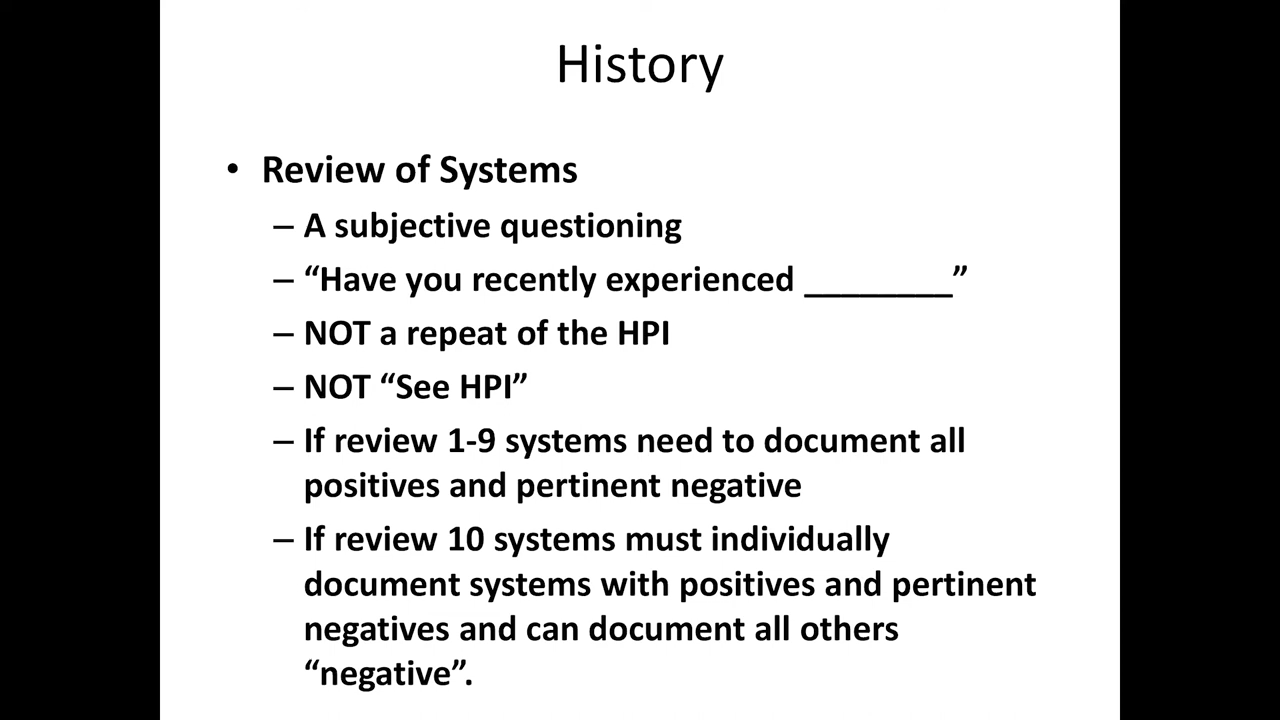 History
• Review of Systems
– A subjective questioning
– “Have you recently experienced ________”
– NOT a repeat of the HPI
– NOT “See HPI”
– If review 1-9 systems need to document all
positives and pertinent negative
– If review 10 systems must individually
document systems with positives and pertinent
negatives and can document all others
“negative”.